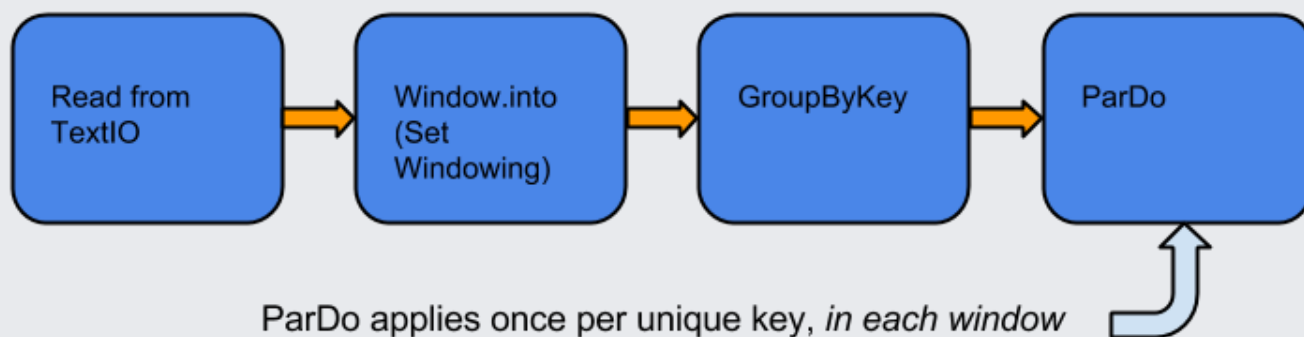 Read from
TextIO
Window.into
(Set
Windowing)
GroupByKey
ParDo
ParDo applies once per unique key, in each window